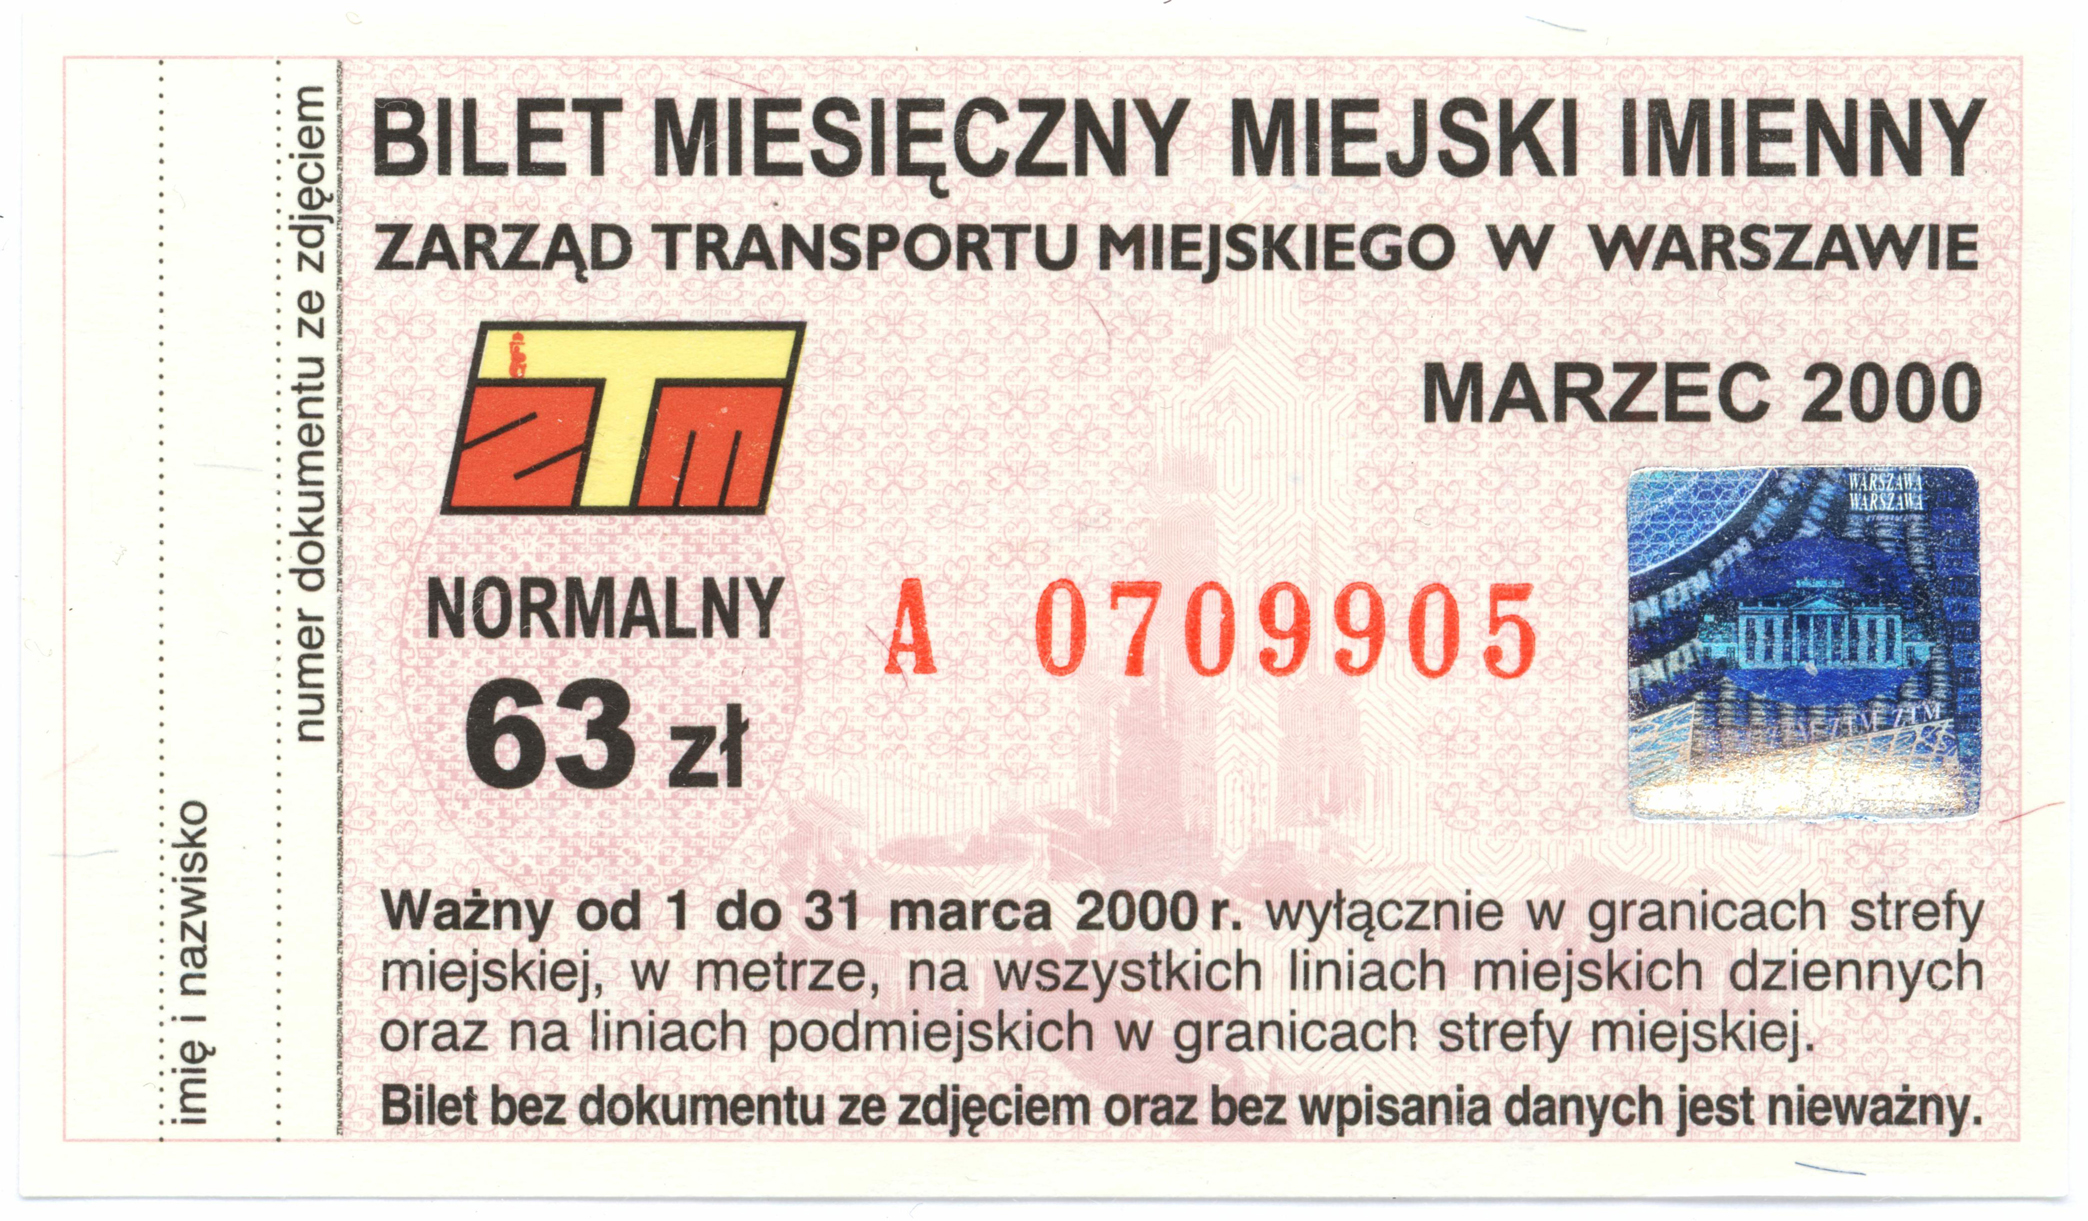 BILET MIESIĘCZNY MIEJSKI IMIENNY
ZARZĄD TRANSPORTU MIEJSKIEGO W WARSZAWIE
ZTM
MARZEC 2000
WARSZAWA
WARSZAWA
NORMALNY
63 zł
A 0709905
ZTM ZTM
Ważny od 1 do 31 marca 2000 r. wyłącznie w granicach strefy
miejskiej, w metrze, na wszystkich liniach miejskich dziennych
oraz na liniach podmiejskich w granicach strefy miejskiej.
Bilet bez dokumentu ze zdjęciem oraz bez wpisania danych jest nieważny.
imię i nazwisko
numer dokumentu ze zdjęciem